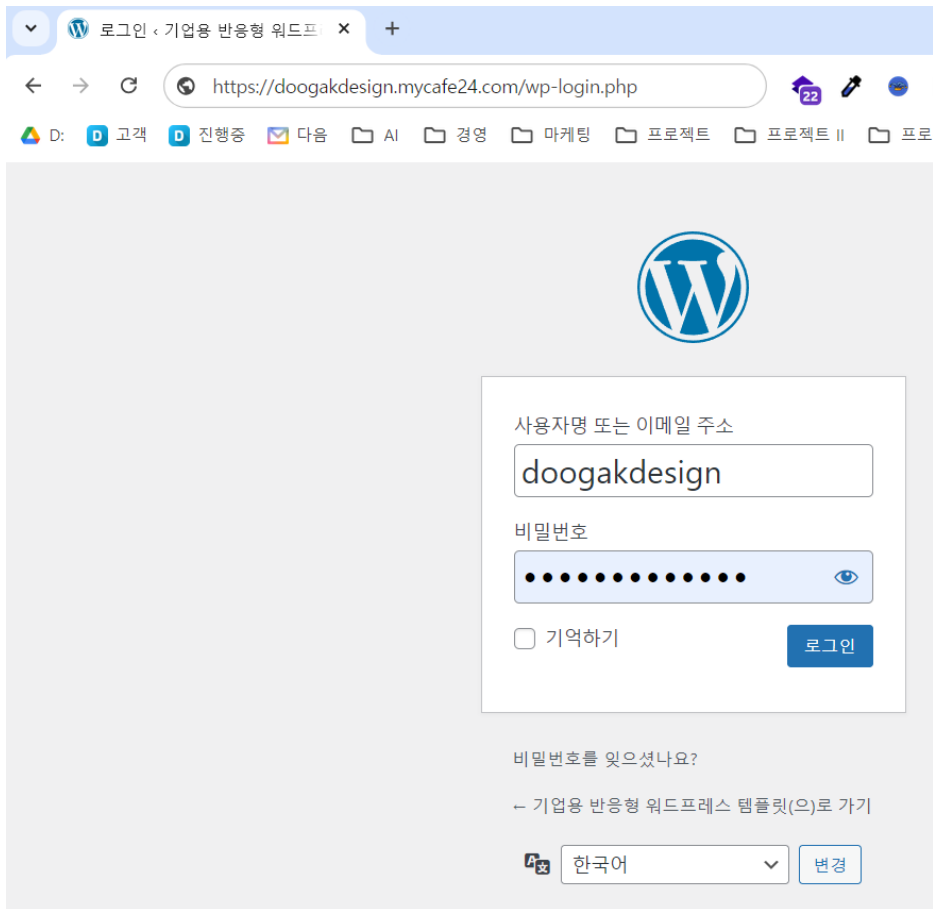 로그인 ‹ 기업용 반응형 워드프
https://doogakdesign.mycafe24.com/wp-login.php
22
D: 고객 진행중 다음 AI 경영 마케팅 프로젝트 프로젝트 II 프로
사용자명 또는 이메일 주소
doogakdesign
비밀번호
●●●●●●●●●●●●●
기억하기
로그인
비밀번호를 잊으셨나요?
← 기업용 반응형 워드프레스 템플릿(으)로 가기
한국어
변경